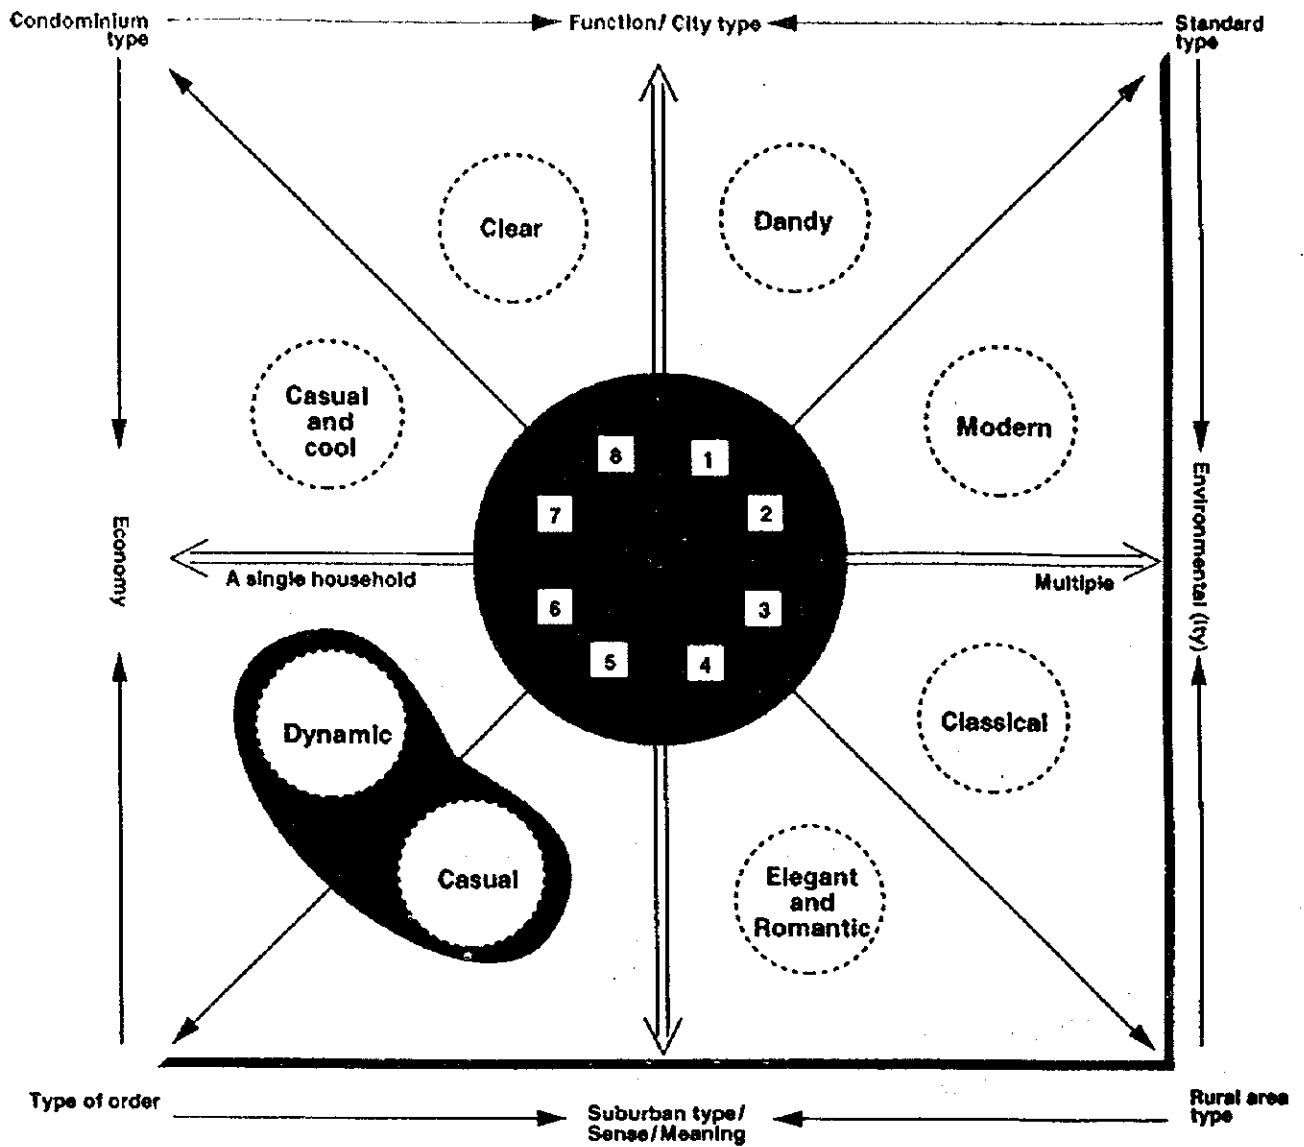 Condominium
type
Function/ City type
Standard
type
Clear
Dandy
Casual
and
cool
Modern
8
1
7
2
Economy
Environmental (ity)
A single household
Multiple
6
3
5
4
Dynamic
Classical
Casual
Elegant
and
Romantic
Type of order
Suburban type/
Sense/Meaning
Rural area
type